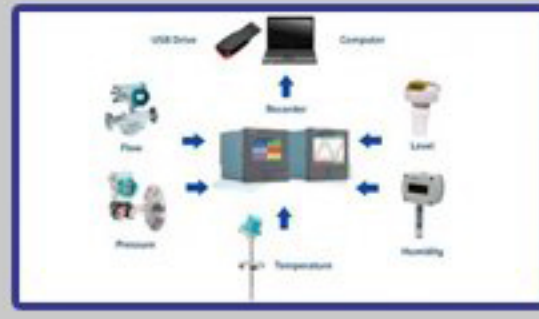 USB Drive
Computer
Recorder
Flow
Level
Pressure
Humidity
Temperature